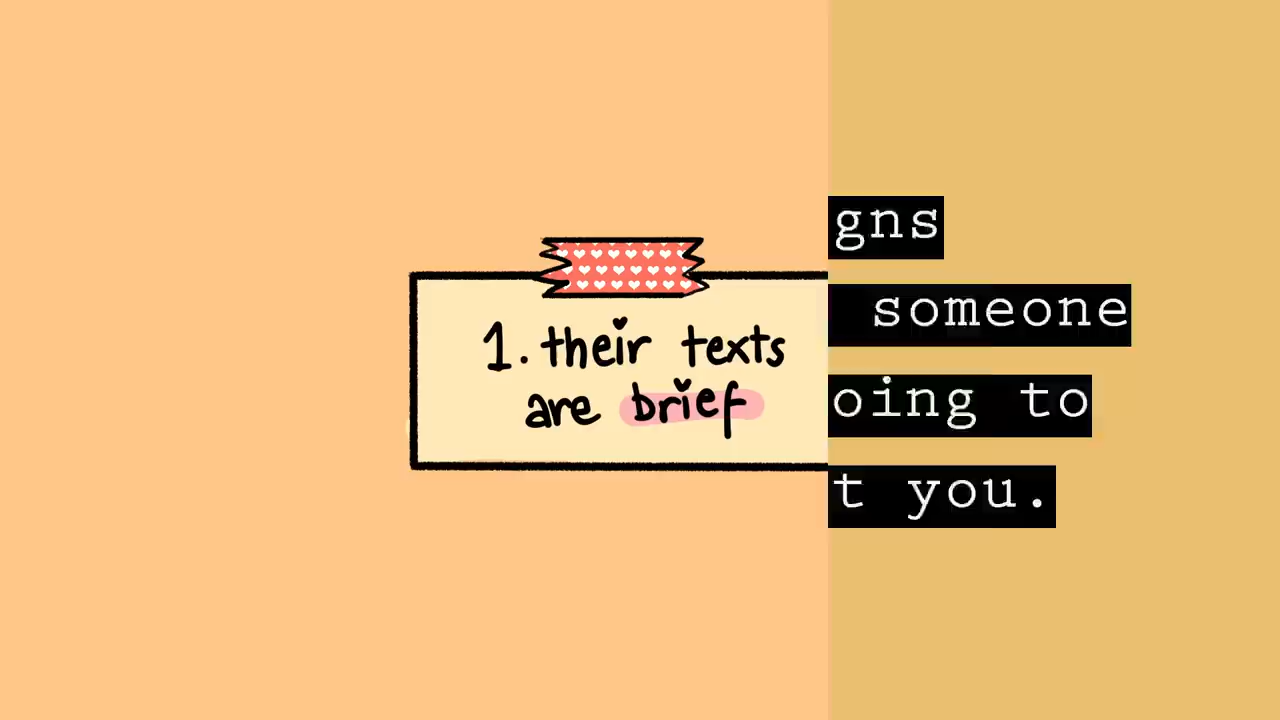 1. their texts
are brief
gns
someone
oing to
t you.